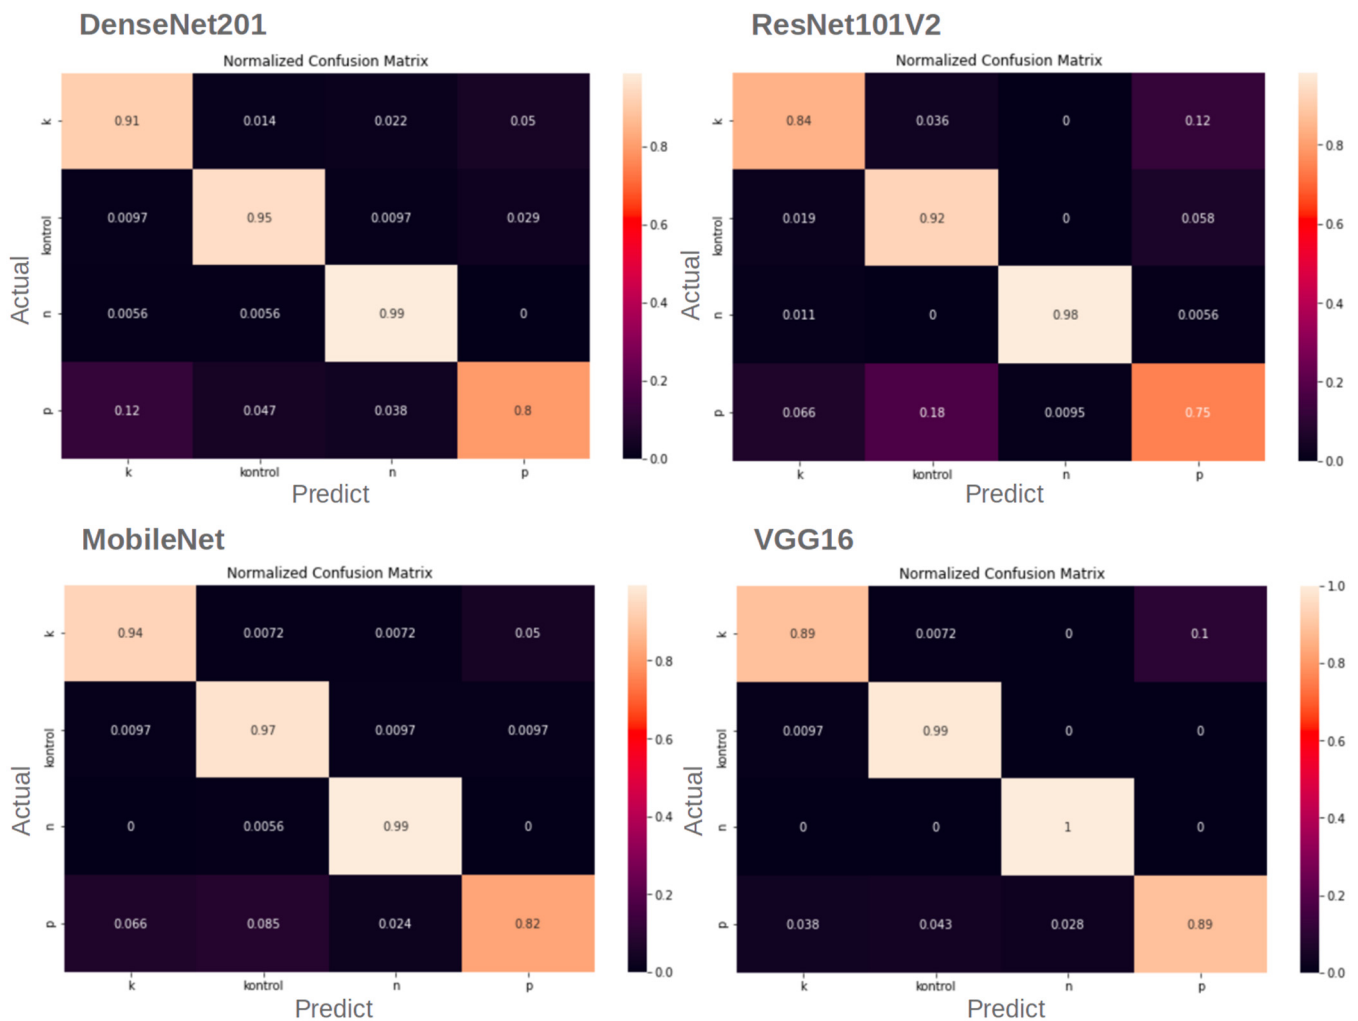 DenseNet201
Normalized Confusion Matrix
k 0.91 0.014 0.022 0.05
kontrol 0.0097 0.95 0.0097 0.029
n 0.0056 0.0056 0.99 0
p 0.12 0.047 0.038 0.8
k kontrol n p
Actual
Predict
0.8
0.6
0.4
0.2
0.0
ResNet101V2
Normalized Confusion Matrix
k 0.84 0.036 0 0.12
kontrol 0.019 0.92 0 0.058
n 0.011 0 0.98 0.0056
p 0.066 0.18 0.0095 0.75
k kontrol n p
Actual
Predict
0.8
0.6
0.4
0.2
0.0
MobileNet
Normalized Confusion Matrix
k 0.94 0.0072 0.0072 0.05
kontrol 0.0097 0.97 0.0097 0.0097
n 0 0.0056 0.99 0
p 0.066 0.085 0.024 0.82
k kontrol n p
Actual
Predict
0.8
0.6
0.4
0.2
0.0
VGG16
Normalized Confusion Matrix
k 0.89 0.0072 0 0.1
kontrol 0.0097 0.99 0 0
n 0 0 1 0
p 0.038 0.043 0.028 0.89
k kontrol n p
Actual
Predict
1.0
0.8
0.6
0.4
0.2
0.0